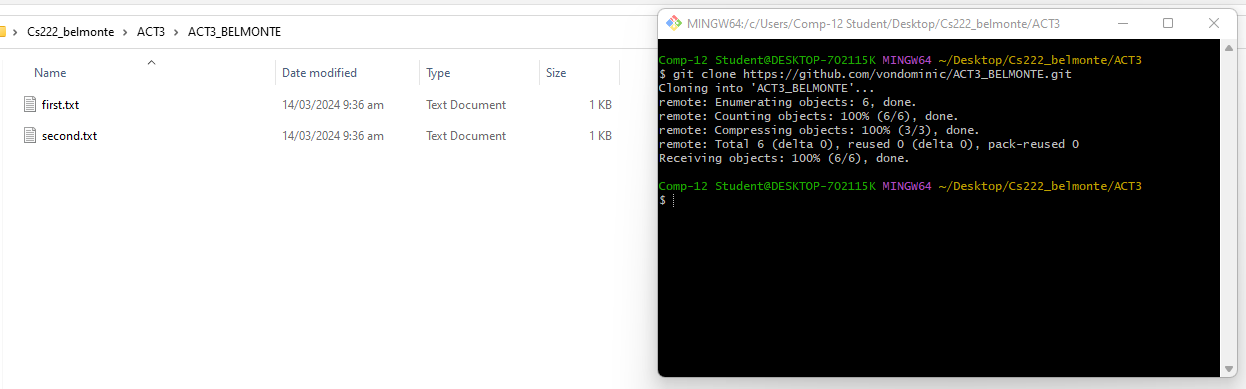 Cs222_belmonte > ACT3 > ACT3_BELMONTE
Name Date modified Type Size
first.txt 14/03/2024 9:36 am Text Document 1 KB
second.txt 14/03/2024 9:36 am Text Document 1 KB
MINGW64:/c/Users/Comp-12 Student/Desktop/Cs222_belmonte/ACT3
Comp-12 Student@DESKTOP-702115K MINGW64 ~/Desktop/Cs222_belmonte/ACT3
$ git clone https://github.com/vondominic/ACT3_BELMONTE.git
Cloning into 'ACT3_BELMONTE'...
remote: Enumerating objects: 6, done.
remote: Counting objects: 100% (6/6), done.
remote: Compressing objects: 100% (3/3), done.
remote: Total 6 (delta 0), reused 0 (delta 0), pack-reused 0
Receiving objects: 100% (6/6), done.
Comp-12 Student@DESKTOP-702115K MINGW64 ~/Desktop/Cs222_belmonte/ACT3
$